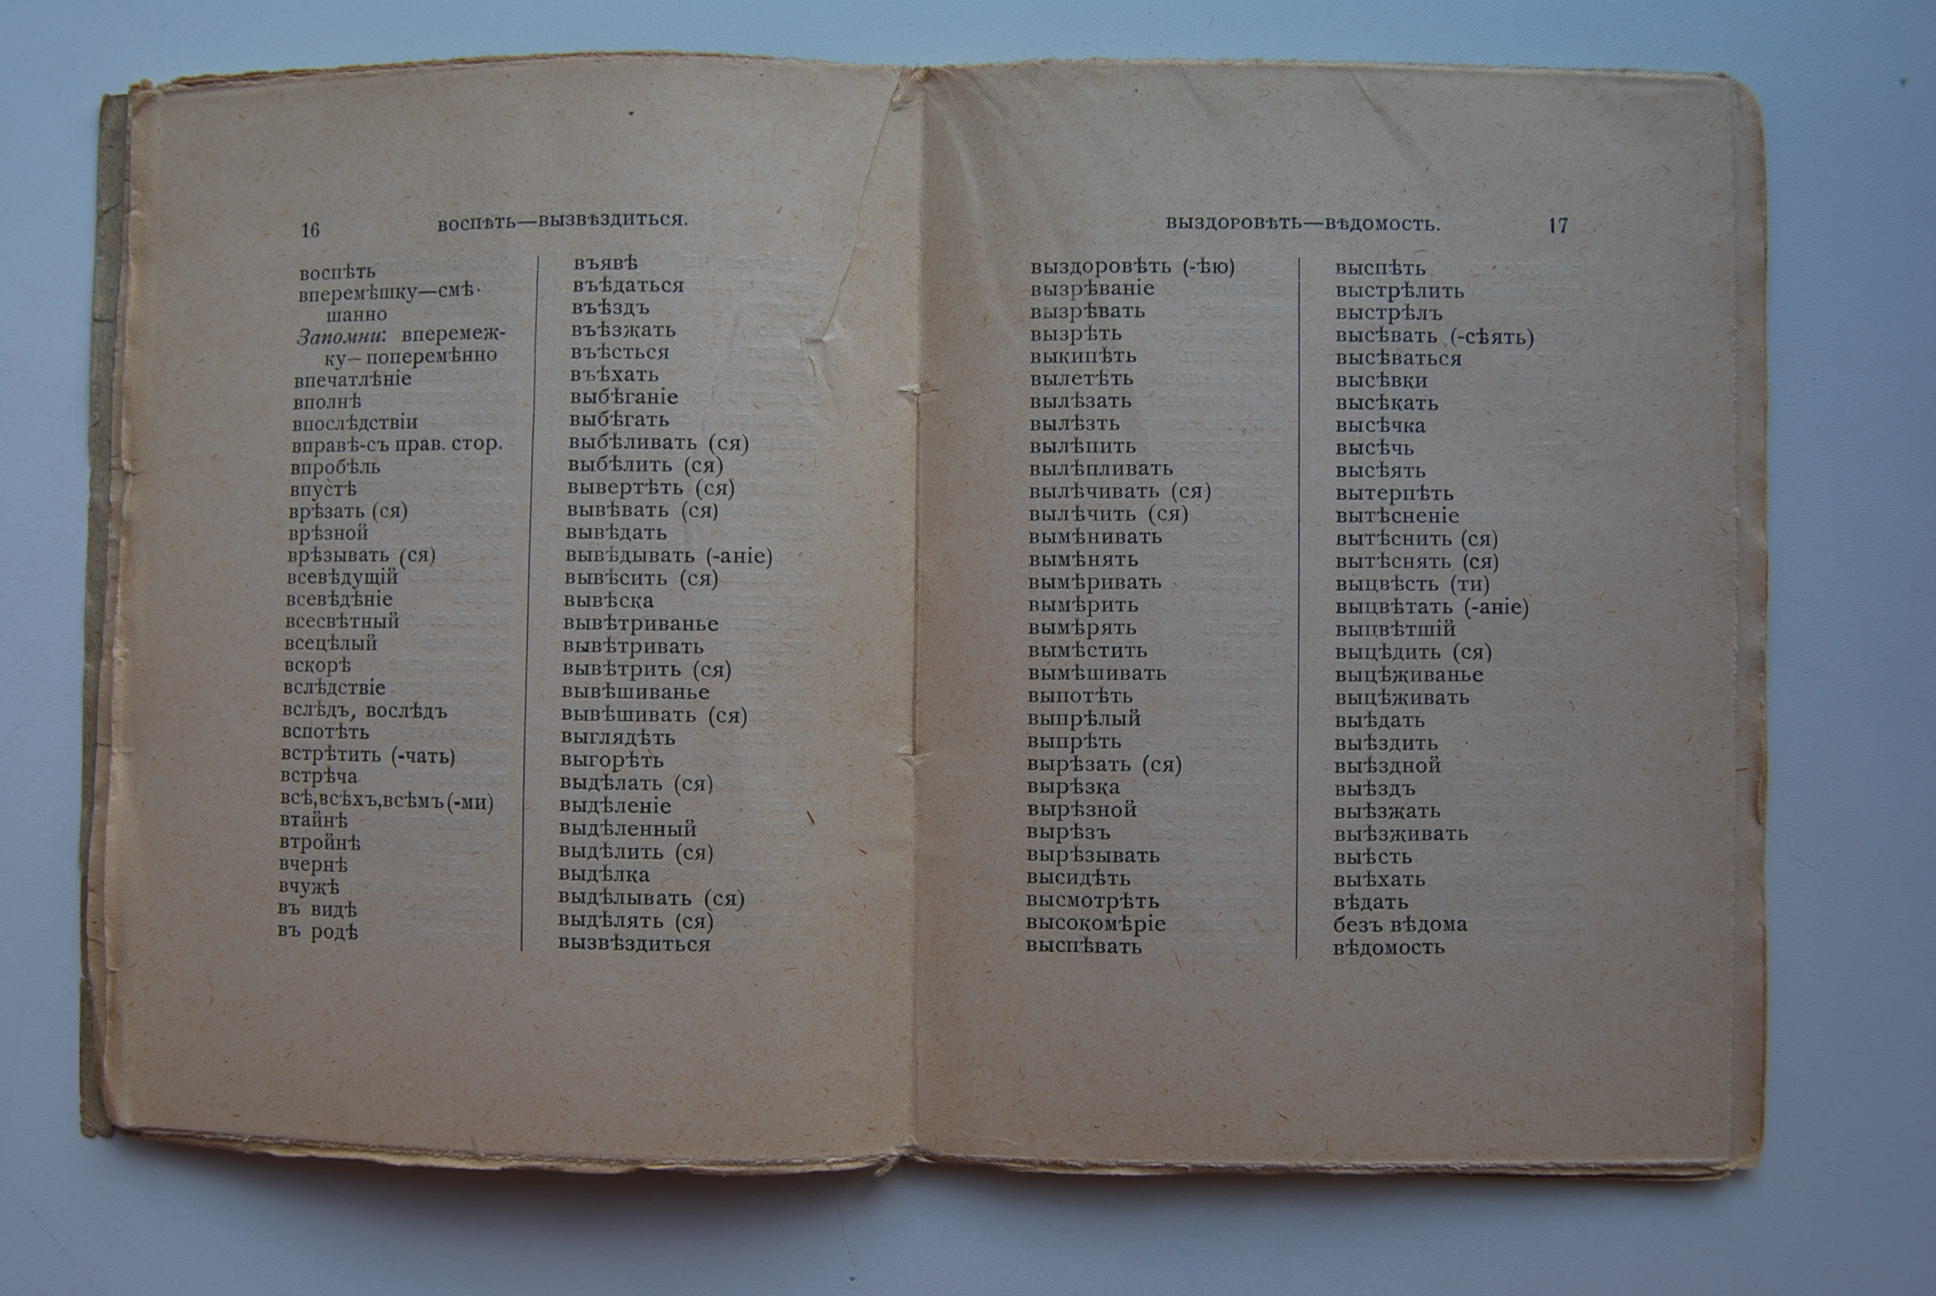 16
воспѣть—вызвѣздиться.
воспѣть
вперемѣшку—смѣ-
шанно
Запомни: вперемеж-
ку—поперемѣнно
впечатлѣніе
вполнѣ
впослѣдствіи
вправѣ-съ прав. стор.
впробѣль
впустѣ
врѣзать (ся)
врѣзной
врѣзывать (ся)
всевѣдущій
всевѣдѣніе
всесвѣтный
всецѣлый
вскорѣ
вслѣдствіе
вслѣдъ, вослѣдъ
вспотѣть
встрѣтить (-чать)
встрѣча
всѣ,всѣхъ,всѣмъ(-ми)
втайнѣ
втройнѣ
вчернѣ
вчужѣ
въ видѣ
въ родѣ
въявѣ
въѣдаться
въѣздъ
въѣзжать
въѣсться
въѣхать
выбѣганіе
выбѣгать
выбѣливать (ся)
выбѣлить (ся)
вывертѣть (ся)
вывѣвать (ся)
вывѣдать
вывѣдывать (-аніе)
вывѣсить (ся)
вывѣска
вывѣтриванье
вывѣтривать
вывѣтрить (ся)
вывѣшиванье
вывѣшивать (ся)
выглядѣть
выгорѣть
выдѣлать (ся)
выдѣленіе
выдѣленный
выдѣлить (ся)
выдѣлка
выдѣлывать (ся)
выдѣлять (ся)
вызвѣздиться
выздоровѣть—вѣдомость.
17
выздоровѣть (-ѣю)
вызрѣваніе
вызрѣвать
вызрѣть
выкипѣть
вылетѣть
вылѣзать
вылѣзть
вылѣпить
вылѣпливать
вылѣчивать (ся)
вылѣчить (ся)
вымѣнивать
вымѣнять
вымѣривать
вымѣрить
вымѣрять
вымѣстить
вымѣшивать
выпотѣть
выпрѣлый
выпрѣть
вырѣзать (ся)
вырѣзка
вырѣзной
вырѣзъ
вырѣзывать
высидѣть
высмотрѣть
высокомѣріе
выспѣвать
выспѣть
выстрѣлить
выстрѣлъ
высѣвать (-сѣять)
высѣваться
высѣвки
высѣкать
высѣчка
высѣчь
высѣять
вытерпѣть
вытѣсненіе
вытѣснить (ся)
вытѣснять (ся)
выцвѣсть (ти)
выцвѣтать (-аніе)
выцвѣтшій
выцѣдить (ся)
выцѣживанье
выцѣживать
выѣдать
выѣздить
выѣздной
выѣздъ
выѣзжать
выѣзживать
выѣсть
выѣхать
вѣдать
безъ вѣдома
вѣдомость